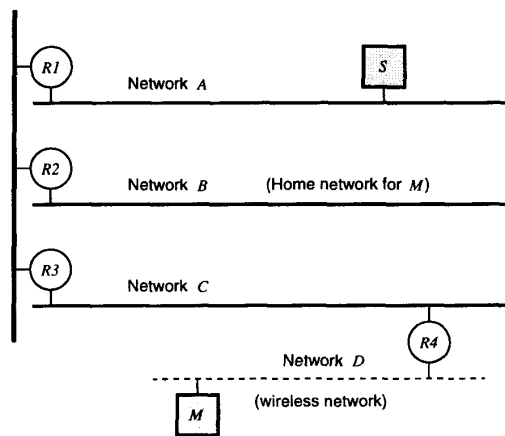 R1
Network A
S
R2
Network B (Home network for M)
R3
Network C
R4
Network D
(wireless network)
M